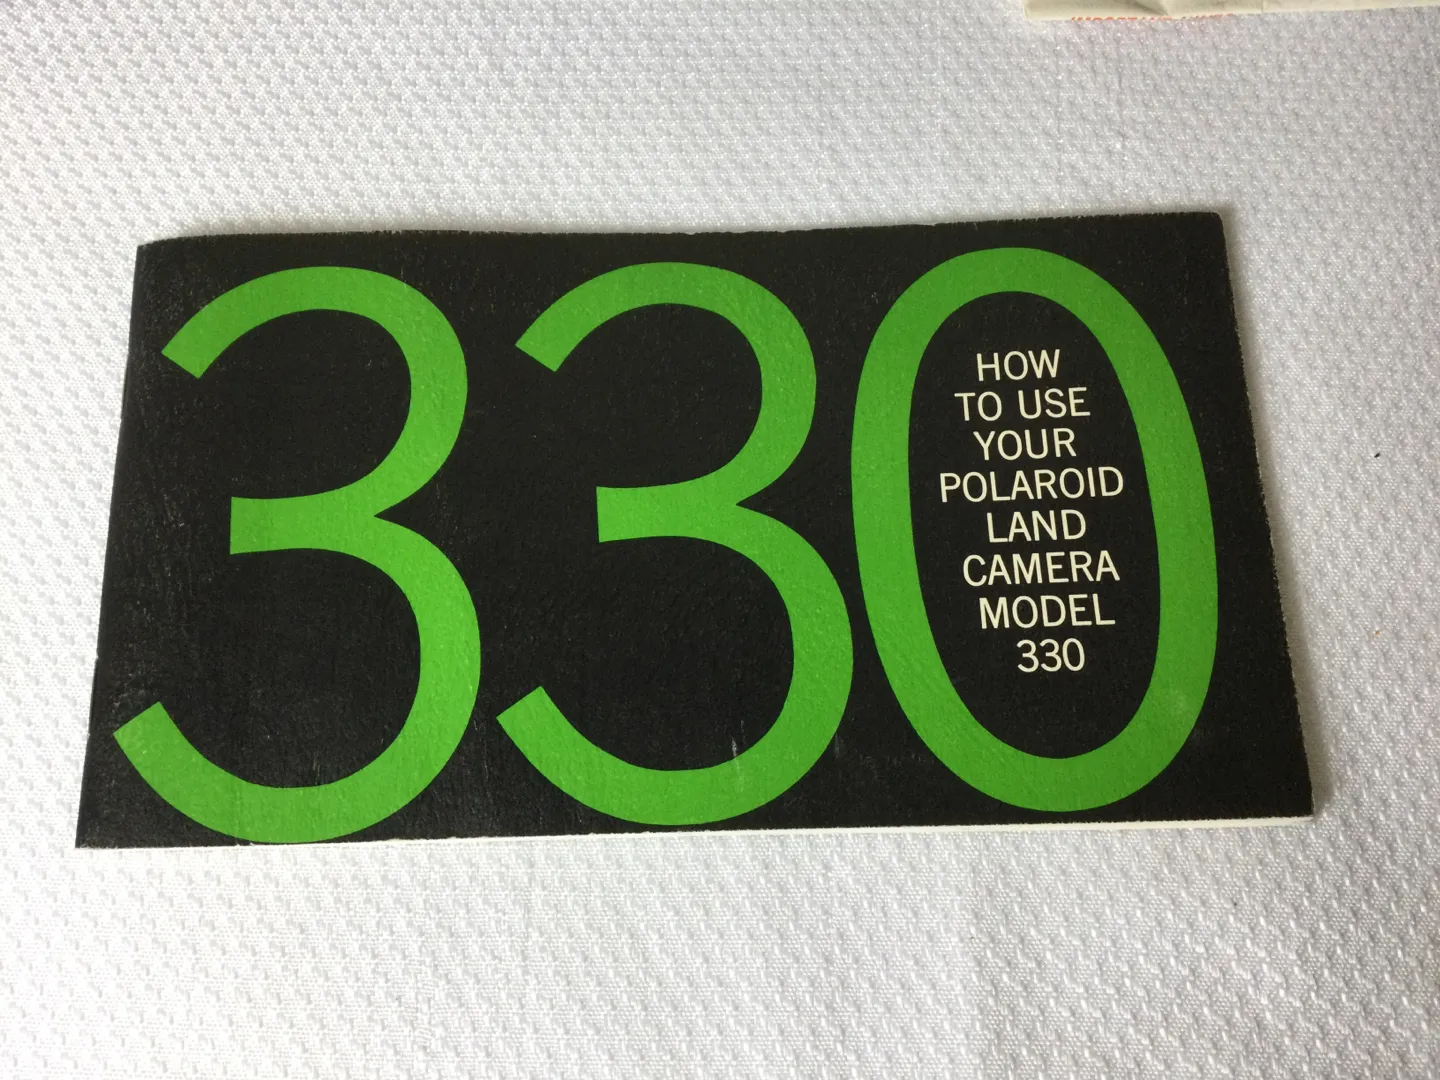 330
HOW
TO USE
YOUR
POLAROID
LAND
CAMERA
MODEL
330